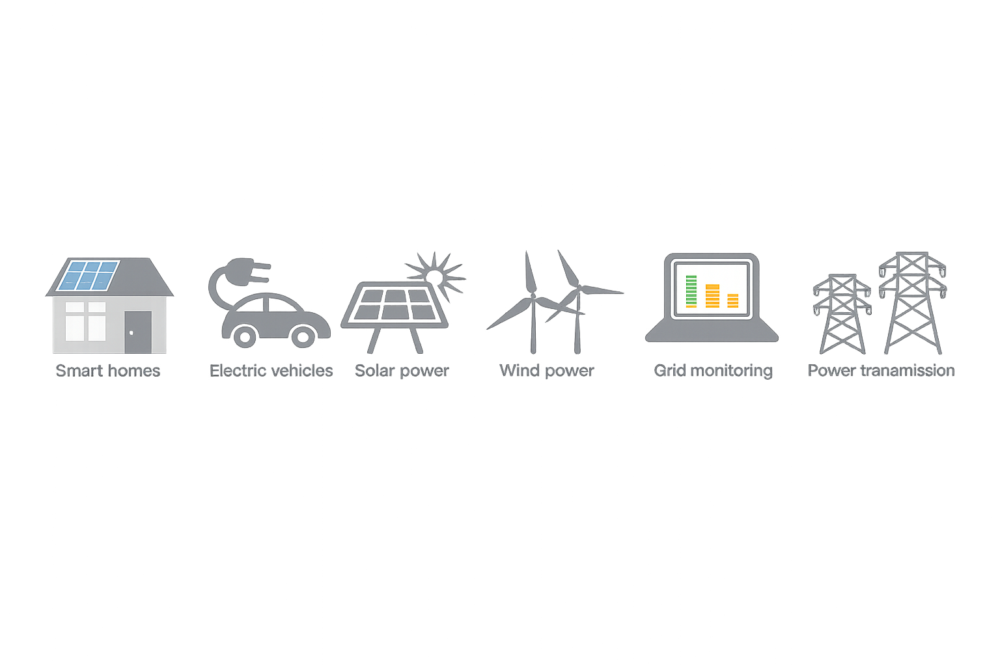 Smart homes
Electric vehicles
Solar power
Wind power
Grid monitoring
Power tranamission